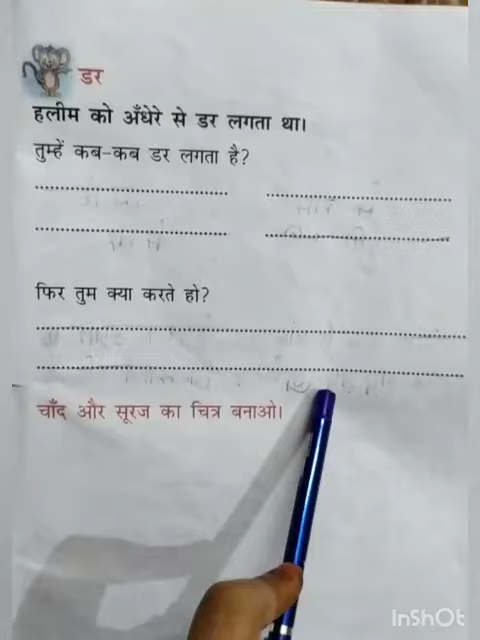 डर
हलीम को अँधेरे से डर लगता था।
तुम्हें कब-कब डर लगता है?
फिर तुम क्या करते हो?
चाँद और सूरज का चित्र बनाओ।
InShOt